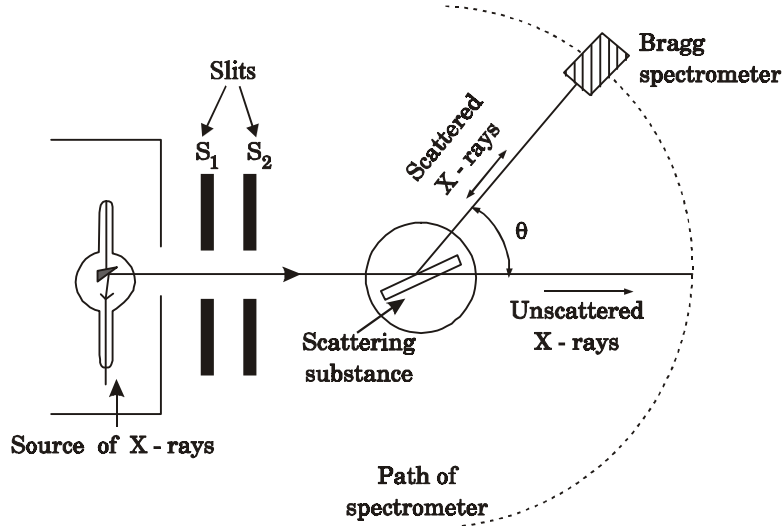 Bragg
spectrometer
Slits
S1 S2
Scattered
X - rays
θ
Unscattered
X - rays
Scattering
substance
Source of X - rays
Path of
spectrometer